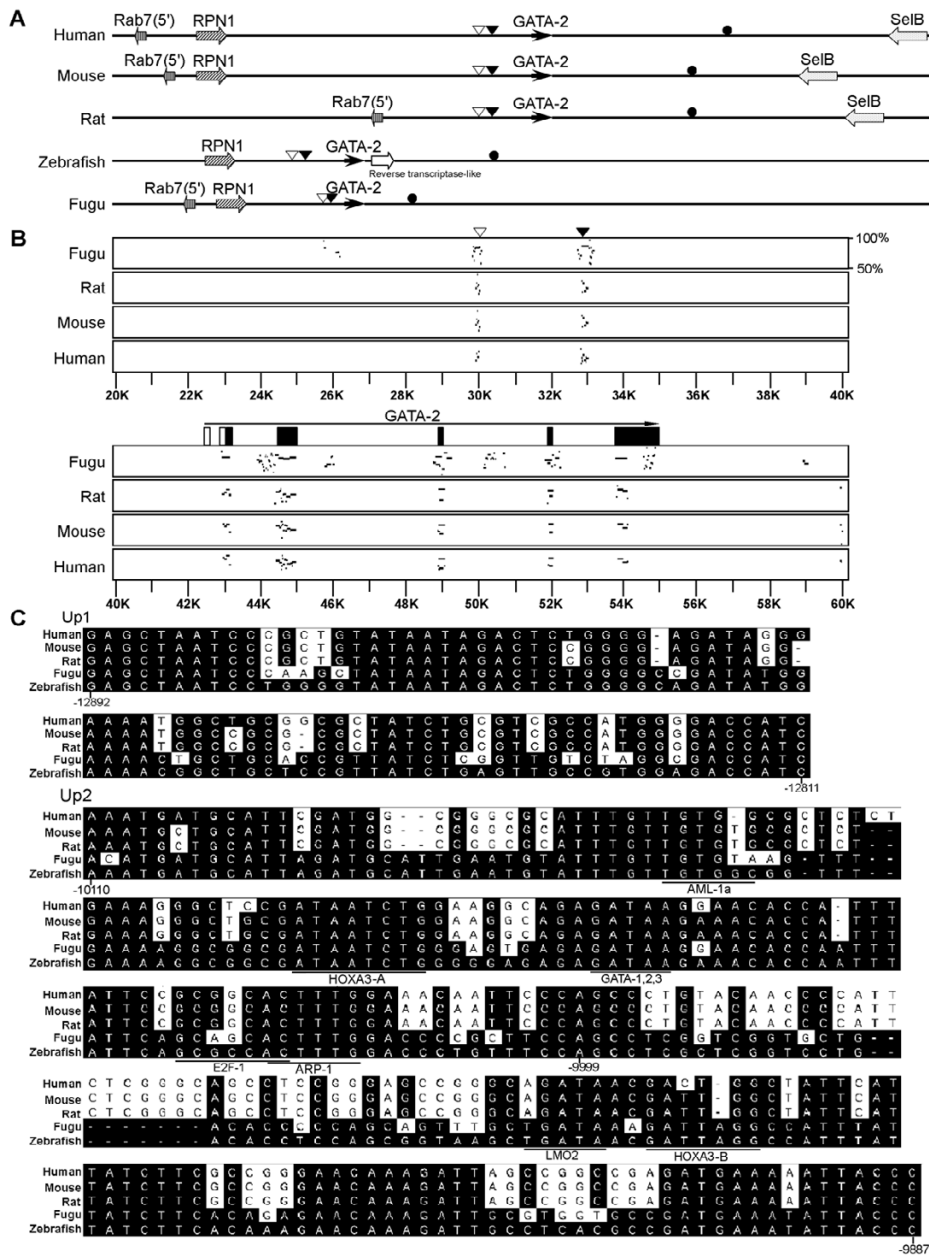 A
Human
Rab7(5')
RPN1
GATA-2
SelB
Mouse
Rab7(5')
RPN1
GATA-2
SelB
Rat
Rab7(5')
GATA-2
SelB
Zebrafish
RPN1
GATA-2
Reverse transcriptase-like
Fugu
Rab7(5')
RPN1
GATA-2
B
Fugu
100%
50%
Rat
Mouse
Human
20K 22K 24K 26K 28K 30K 32K 34K 36K 38K 40K
GATA-2
Fugu
Rat
Mouse
Human
40K 42K 44K 46K 48K 50K 52K 54K 56K 58K 60K
C
Up1
Human G A G C T A A T C C C G C T G T A T A A T A G A C T C T G G G G - A G A T A G G G
Mouse G A G C T A A T C C C G C T G T A T A A T A G A C T C C G G G G - A G A T A G G -
Rat G A G C T A A T C C C G C T G T A T A A T A G A C T C C G G G G - A G A T A G G -
Fugu G A G C T A A T C C C A A G C T A T A A T A G A C T C T G G G G C C G A T A T G G
Zebrafish G A G C T A A T C C T G G G G T A T A A T A G A C T C T G G G G C A G A T A T G G
-12892
Human A A A A T G G C T G C G G C G C T A T C T G C G T C G C C A T G G G G A C C A T C
Mouse A A A A T G G C C G C G - C G C T A T C T G C G T C G C C A T G G G G A C C A T C
Rat A A A A T G G C C G C G - C G C T A T C T G C G T C G C C A T G G G G A C C A T C
Fugu A A A A C T G C T G C A C C G T T A T C T C G G T T G T C T A G G C G A C C A T C
Zebrafish A A A A C G G C T G C T C C G T T A T C T G A G T T G C C G T G G A G A C C A T C
-12811
Up2
Human A A A T G A T G C A T T C G A T G G - - C G G G C G C A T T T G T T G T G - G C G C T C T C T
Mouse A A A T G C T G C A T T C G A T G G - - C G G G C G C A T T T G T T G T G T G C G C T C T - -
Rat A A A T G C T G C A T T C G A T G G - - C G G G C G C A T T T G T T G T G T G C G C T C T - -
Fugu A C A T G A T G C A T T A G A T G C A T T G A A T G T A T T T G T T G T G T A A G - T T T - -
Zebrafish A A A T G A T G C A T T A G A T G C A T T G A A T G T A T T T G T T G T G G C G G - T T T - -
-10110
AML-1a
Human G A A A G G G C T C C G A T A A T C T G G A A G G C A G A G A T A A G G A A C A C C A - T T T
Mouse G A A A G G G C T G C G A T A A T C T G G A A G G C A G A G A T A A G G A A C A C C A - T T T
Rat G A A A G G G C T G C G A T A A T C T G G A A G G C A G A G A T A A G G A A C A C C A - T T T
Fugu G A A A A G G C G G C G A T A A T C T G G G A G T G A G A G A T A A G G A A C A C C A A T T T
Zebrafish G A A A A G G C G G C G A T A A T C T G G G G G A G A G A G A T A A G A A A C A C C A A T T T
HOXA3-A
GATA-1,2,3
Human A T T C C G C G G C A C T T T G G A A A C A A T T C C C A G C C C T G T A C A A C C C C A T T
Mouse A T T C C G C G G C A C T T T G G A A A C A A T T C C C A G C C C T G T A C A A C C C C A T T
Rat A T T C C G C G G C A C T T T G G A A A C A A T T C C C A G C C C T G T A C A A C C C C A T T
Zebrafish A T T C A G C G C C A C T T T G G A C C C T G T T T C C A G C C T C G G T C G G T C C T G - -
E2F-1
ARP-1
-9999
Human C T C G G G C A G C C T C C G G G A G C C G G G C A G A T A A C G A C T - G G C T A T T C A T
Mouse C T C G G G C A G C C T C C G G G A G C C G G G C A G A T A A C G A T T - G G C T A T T C A T
Rat C T C G G G C A G C C T C C G G G A G C C G G G C A G A T A A C G A T T - G G C T A T T C A T
Fugu - - - - - - - A C A C C C C C A G C A G T T T G C T G A T A A A G A T T A G G C C A T T T A T
Zebrafish - - - - - - - A C A C C T C C A G C G G T A A G C T G A T A A C G A T T A G G C C A T T T A T
LMO2
HOXA3-B
Human T A T C T T C G C C G G G A A C A A A G A T T A G C C G G C C G A G A T G A A A A A T T A C C C
Mouse T A T C T T C G C C G G G A A C A A A G A T T A G C C G G C C G A G A T G A A A A A T T A C C C
Rat T A T C T T C G C C G G G A A C A A A G A T T A G C C G G C C G A G A T G A A A A A T T A C C C
Fugu T A T C T T C A C A G A G A A C A A A G A T T G C G T G G T G C C G A T G A A A T A T T A C C C
Zebrafish T A T C T T C A C A A A G A A C A A A G A T T G C C T C A C G C C G A T G A A A T A T T A C C C
-9887